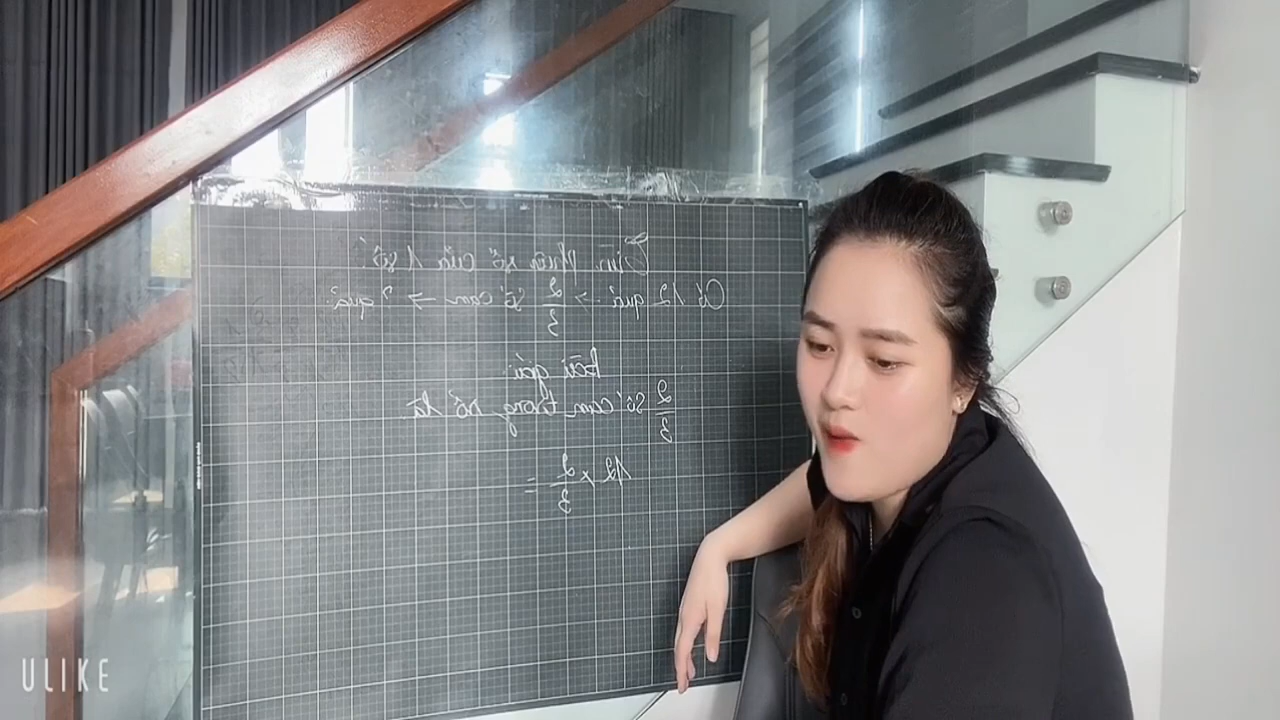 Tìm Phân số của 1 số:
Có 12 quả → 2/3 số cam → ? quả
Bài giải:
2/3 số cam trong rổ là
12 x 2/3 =
ULIKE